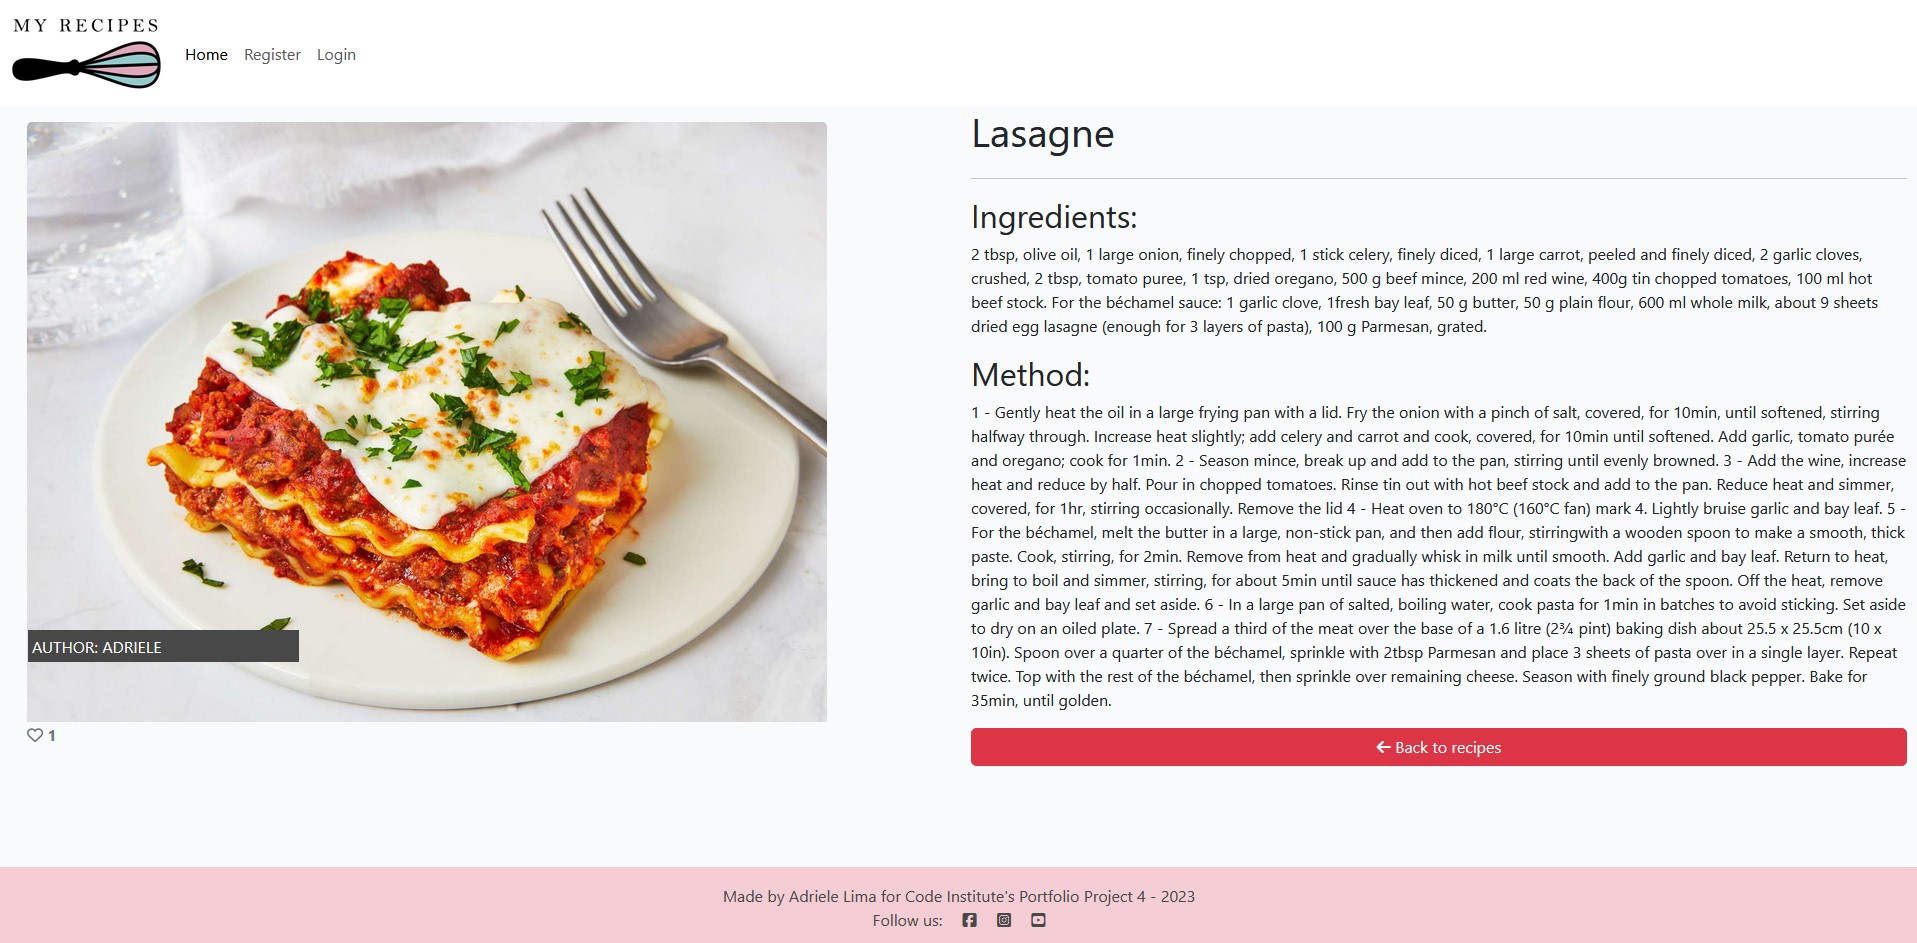 MY RECIPES
Home Register Login
Lasagne
Ingredients:
2 tbsp, olive oil, 1 large onion, finely chopped, 1 stick celery, finely diced, 1 large carrot, peeled and finely diced, 2 garlic cloves,
crushed, 2 tbsp, tomato puree, 1 tsp, dried oregano, 500 g beef mince, 200 ml red wine, 400g tin chopped tomatoes, 100 ml hot
beef stock. For the béchamel sauce: 1 garlic clove, 1fresh bay leaf, 50 g butter, 50 g plain flour, 600 ml whole milk, about 9 sheets
dried egg lasagne (enough for 3 layers of pasta), 100 g Parmesan, grated.
Method:
1 - Gently heat the oil in a large frying pan with a lid. Fry the onion with a pinch of salt, covered, for 10min, until softened, stirring
halfway through. Increase heat slightly; add celery and carrot and cook, covered, for 10min until softened. Add garlic, tomato purée
and oregano; cook for 1min. 2 - Season mince, break up and add to the pan, stirring until evenly browned. 3 - Add the wine, increase
heat and reduce by half. Pour in chopped tomatoes. Rinse tin out with hot beef stock and add to the pan. Reduce heat and simmer,
covered, for 1hr, stirring occasionally. Remove the lid 4 - Heat oven to 180°C (160°C fan) mark 4. Lightly bruise garlic and bay leaf. 5 -
For the béchamel, melt the butter in a large, non-stick pan, and then add flour, stirringwith a wooden spoon to make a smooth, thick
paste. Cook, stirring, for 2min. Remove from heat and gradually whisk in milk until smooth. Add garlic and bay leaf. Return to heat,
bring to boil and simmer, stirring, for about 5min until sauce has thickened and coats the back of the spoon. Off the heat, remove
garlic and bay leaf and set aside. 6 - In a large pan of salted, boiling water, cook pasta for 1min in batches to avoid sticking. Set aside
to dry on an oiled plate. 7 - Spread a third of the meat over the base of a 1.6 litre (2¾ pint) baking dish about 25.5 x 25.5cm (10 x
10in). Spoon over a quarter of the béchamel, sprinkle with 2tbsp Parmesan and place 3 sheets of pasta over in a single layer. Repeat
twice. Top with the rest of the béchamel, then sprinkle over remaining cheese. Season with finely ground black pepper. Bake for
35min, until golden.
AUTHOR: ADRIELE
1
Back to recipes
Made by Adriele Lima for Code Institute's Portfolio Project 4 - 2023
Follow us: